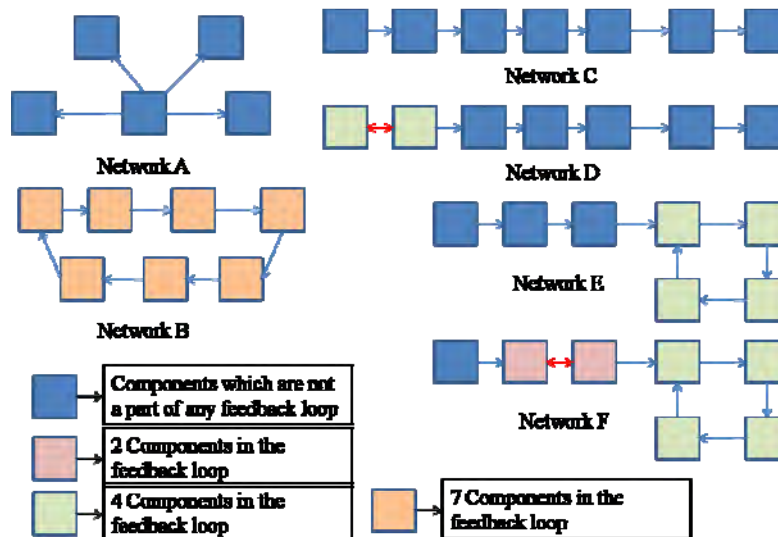 Network C
Network A
Network D
Network E
Network B
Network F
Components which are not
a part of any feedback loop
2 Components in the
feedback loop
4 Components in the
feedback loop
7 Components in the
feedback loop